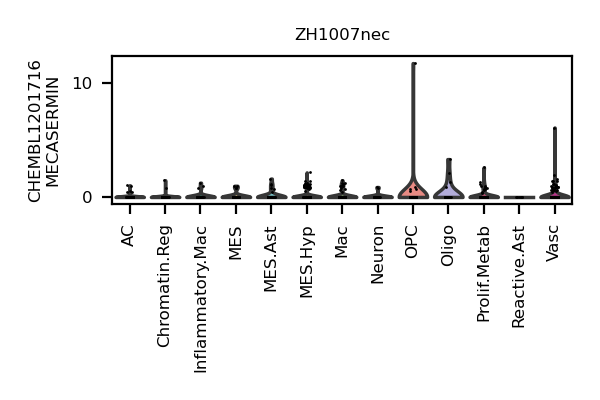 ZH1007nec
CHEMBL1201716
MECASERMIN
10
0
AC
Chromatin.Reg
Inflammatory.Mac
MES
MES.Ast
MES.Hyp
Mac
Neuron
OPC
Oligo
Prolif.Metab
Reactive.Ast
Vasc